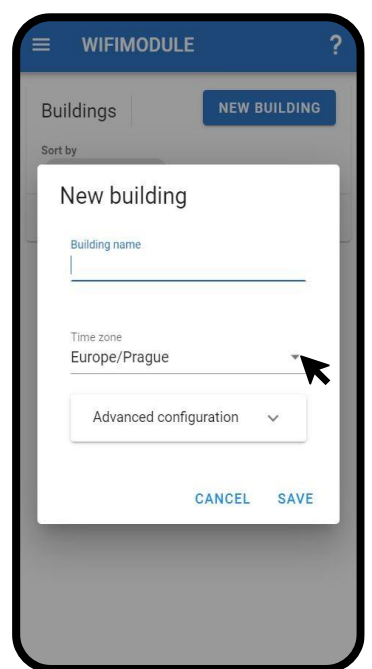 WIFIMODULE ?
Buildings NEW BUILDING
Sort by
New building
Building name
Time zone
Europe/Prague
Advanced configuration
CANCEL SAVE